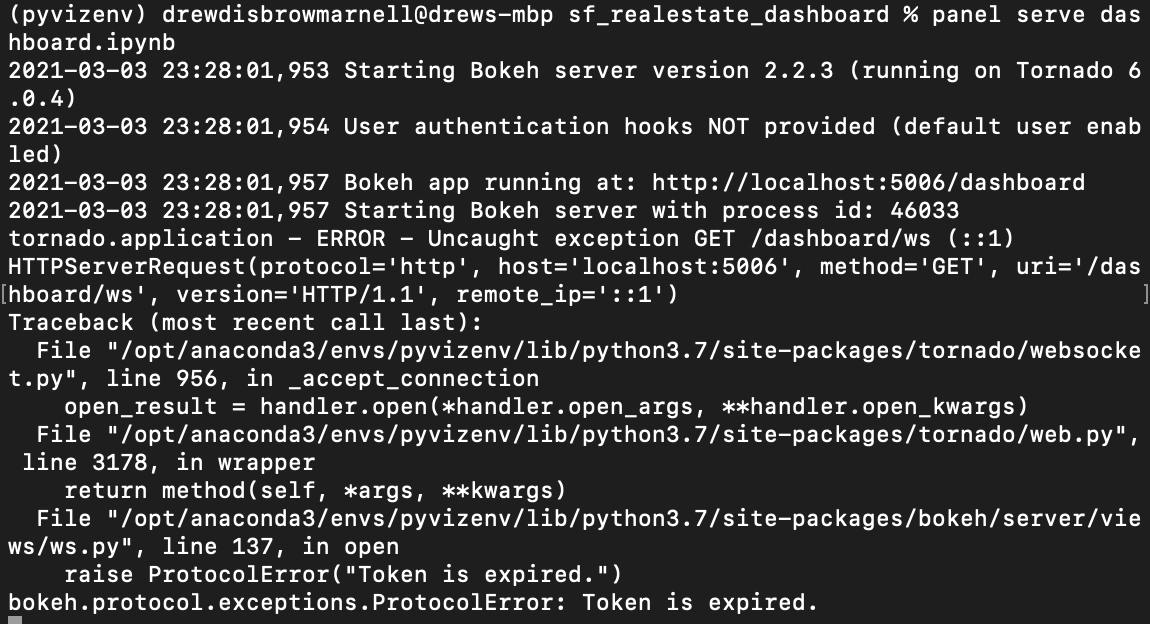 (pyvizenv) drewdisbrowmarnell@drews-mbp sf_realestate_dashboard % panel serve das
hboard.ipynb
2021-03-03 23:28:01,953 Starting Bokeh server version 2.2.3 (running on Tornado 6
.0.4)
2021-03-03 23:28:01,954 User authentication hooks NOT provided (default user enab
led)
2021-03-03 23:28:01,957 Bokeh app running at: http://localhost:5006/dashboard
2021-03-03 23:28:01,957 Starting Bokeh server with process id: 46033
tornado.application - ERROR - Uncaught exception GET /dashboard/ws (::1)
HTTPServerRequest(protocol='http', host='localhost:5006', method='GET', uri='/das
[hboard/ws', version='HTTP/1.1', remote_ip='::1') ]
Traceback (most recent call last):
  File "/opt/anaconda3/envs/pyvizenv/lib/python3.7/site-packages/tornado/websocke
t.py", line 956, in _accept_connection
    open_result = handler.open(*handler.open_args, **handler.open_kwargs)
  File "/opt/anaconda3/envs/pyvizenv/lib/python3.7/site-packages/tornado/web.py",
 line 3178, in wrapper
    return method(self, *args, **kwargs)
  File "/opt/anaconda3/envs/pyvizenv/lib/python3.7/site-packages/bokeh/server/vie
ws/ws.py", line 137, in open
    raise ProtocolError("Token is expired.")
bokeh.protocol.exceptions.ProtocolError: Token is expired.